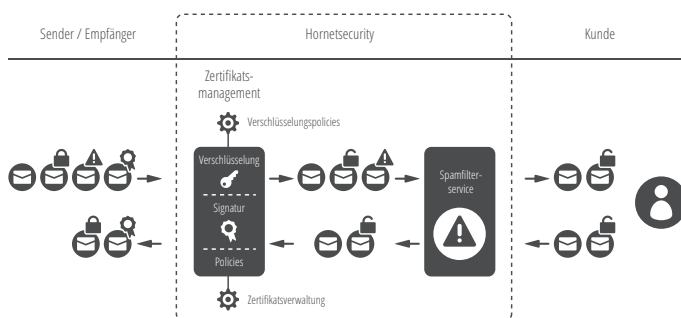 Sender / Empfänger
Hornetsecurity
Kunde
Zertifikats-
management
Verschlüsselungspolicies
Verschlüsselung
Signatur
Policies
Spamfilter-
service
Zertifikatsverwaltung